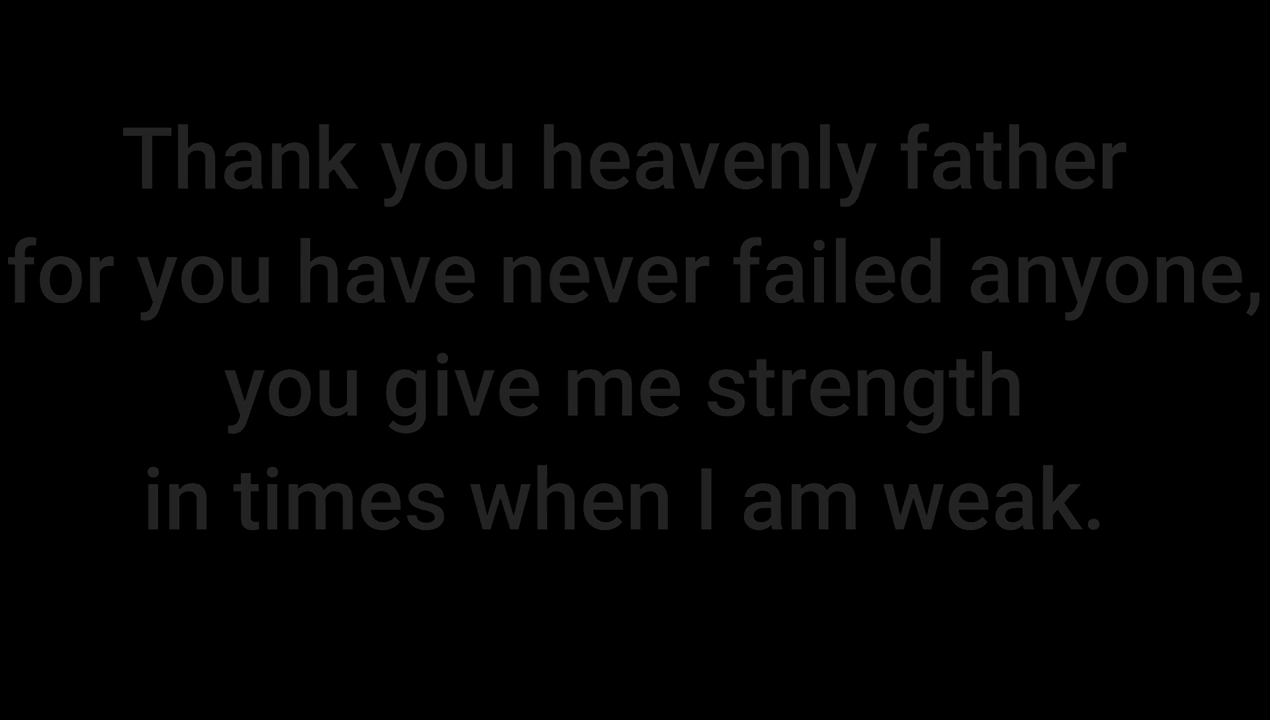 Thank you heavenly father
for you have never failed anyone,
you give me strength
in times when I am weak.